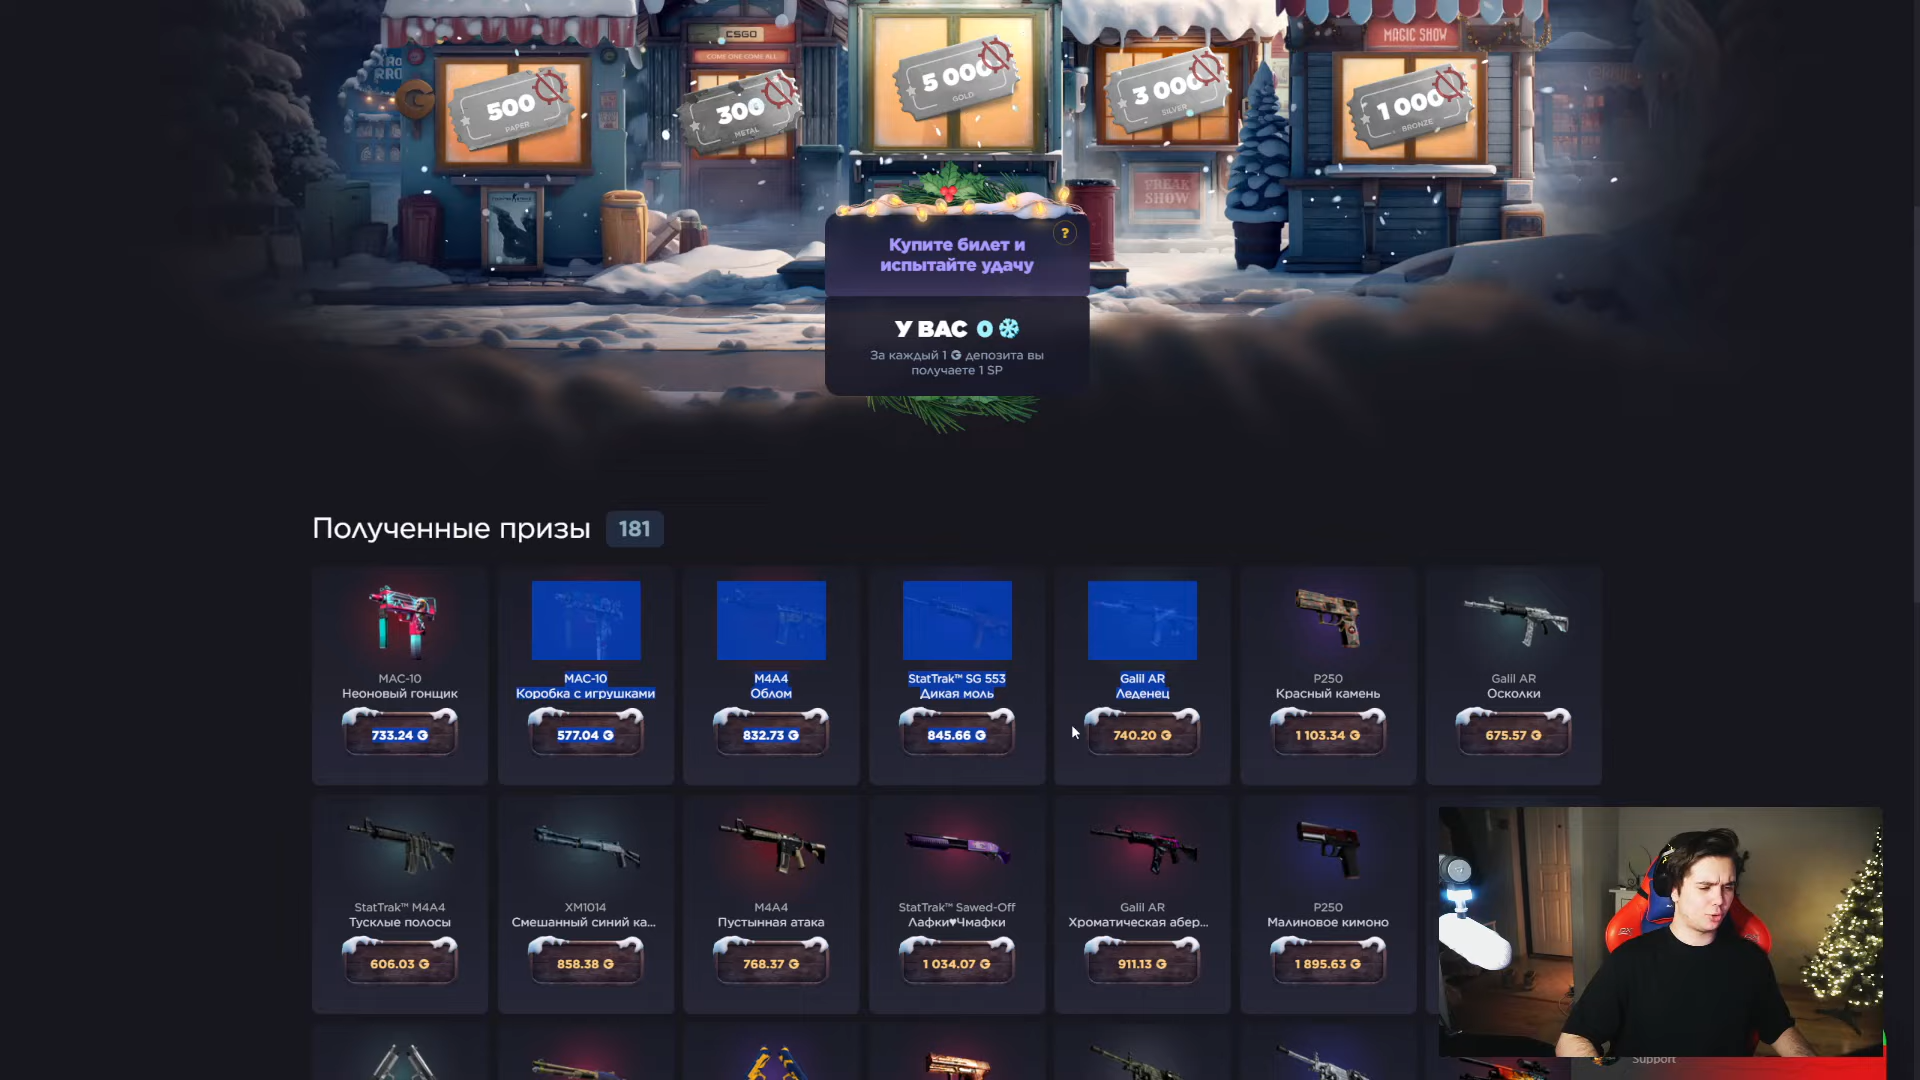 CSGO
COME ONE COME ALL
MAGIC SHOW
500
PAPER
300
METAL
5 000
GOLD
3 000
SILVER
1 000
BRONZE
FREAK
SHOW
Купите билет и
испытайте удачу
?
У ВАС 0
За каждый 1 G депозита вы
получаете 1 SP
Полученные призы 181
MAC-10
Неоновый гонщик
733.24 G
MAC-10
Коробка с игрушками
577.04 G
M4A4
Облом
832.73 G
StatTrak™ SG 553
Дикая моль
845.66 G
Galil AR
Леденец
740.20 G
P250
Красный камень
1 103.34 G
Galil AR
Осколки
675.57 G
StatTrak™ M4A4
Тусклые полосы
606.03 G
XM1014
Смешанный синий ка...
858.38 G
M4A4
Пустынная атака
768.37 G
StatTrak™ Sawed-Off
Лафки♥Чмафки
1 034.07 G
Galil AR
Хроматическая абер...
911.13 G
P250
Малиновое кимоно
1 895.63 G
Support